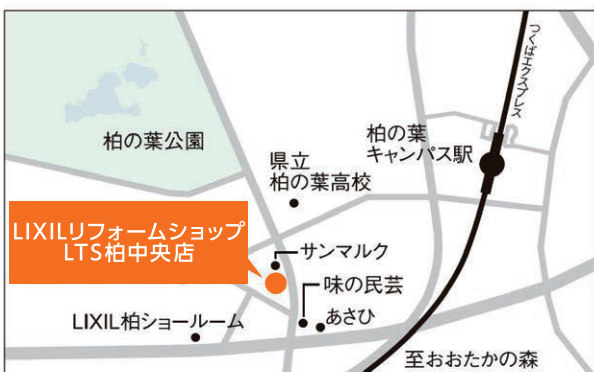 つくばエクスプレス
柏の葉公園
柏の葉
キャンパス駅
県立
柏の葉高校
LIXILリフォームショップ
LTS柏中央店
サンマルク
味の民芸
あさひ
LIXIL柏ショールーム
至おおたかの森